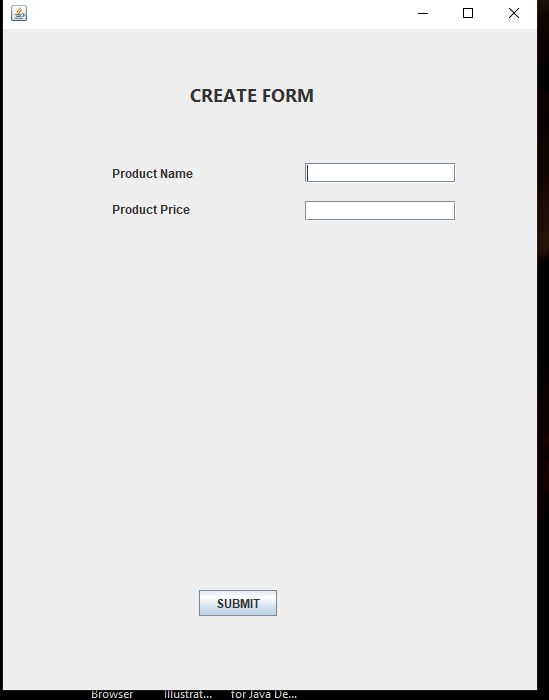 CREATE FORM
Product Name
Product Price
SUBMIT
Browser Illustrat... for Java De...